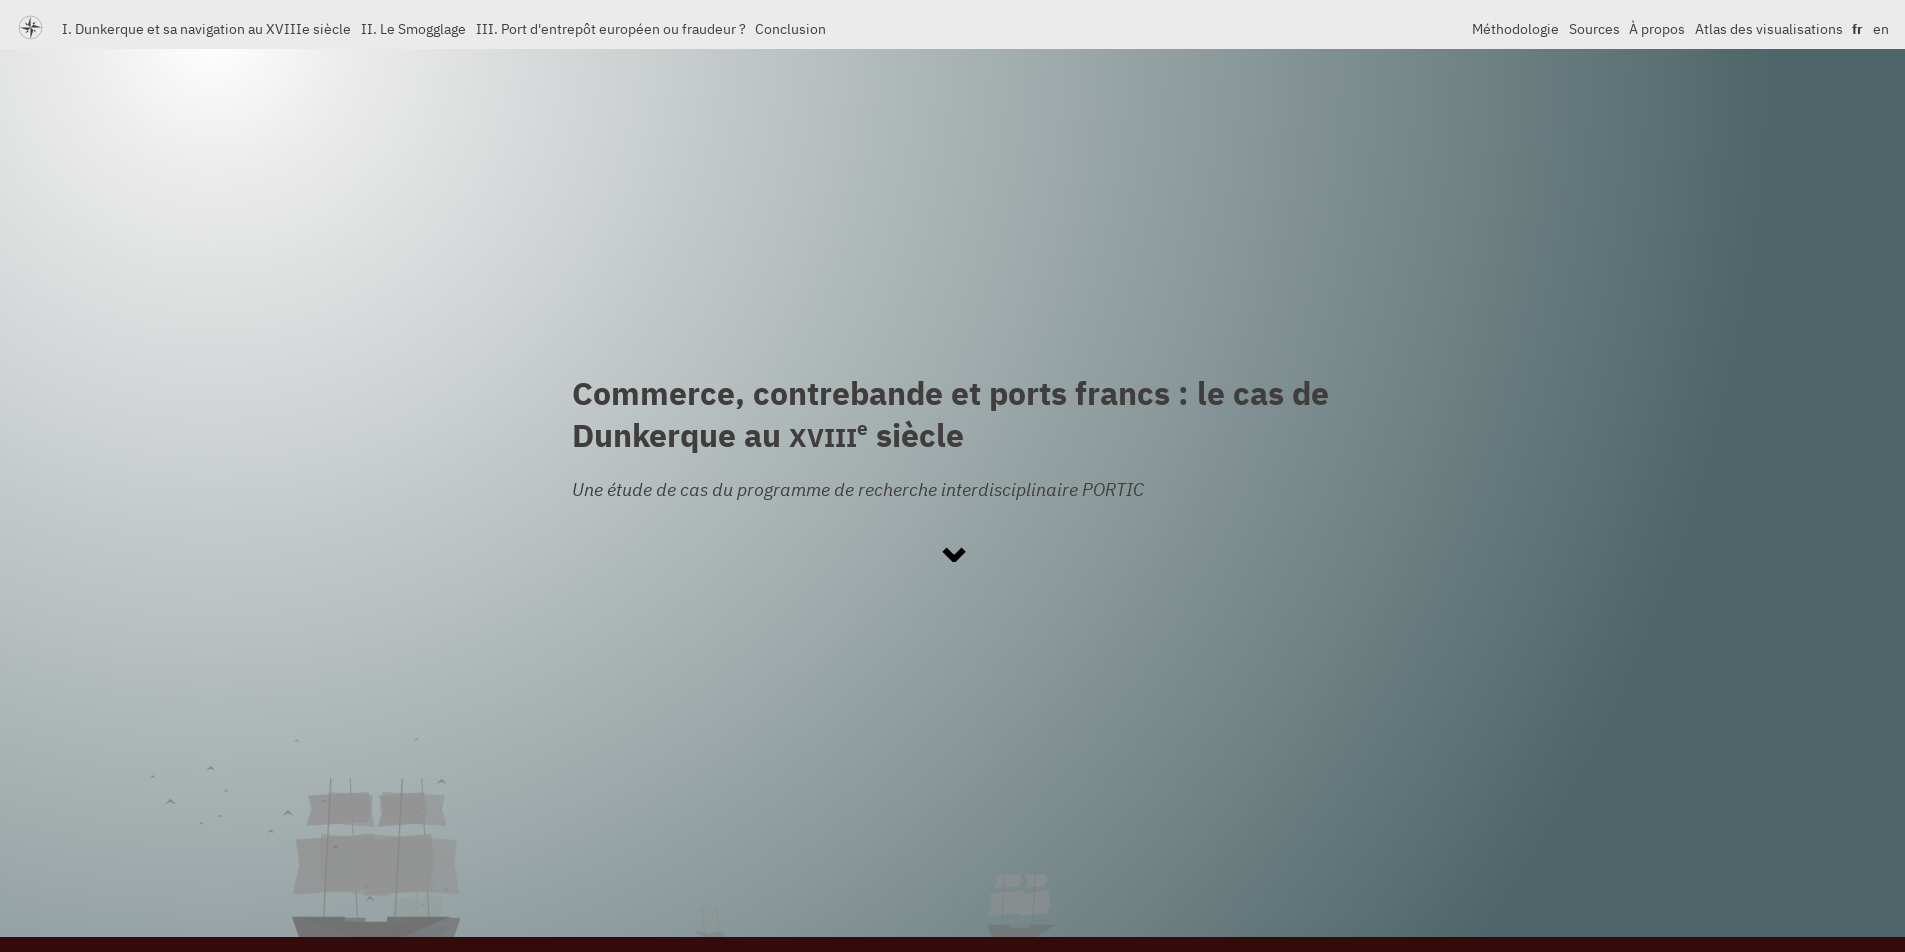 I. Dunkerque et sa navigation au XVIIIe siècle II. Le Smogglage III. Port d'entrepôt européen ou fraudeur ? Conclusion Méthodologie Sources À propos Atlas des visualisations fr en
Commerce, contrebande et ports francs : le cas de
Dunkerque au XVIIIe siècle
Une étude de cas du programme de recherche interdisciplinaire PORTIC